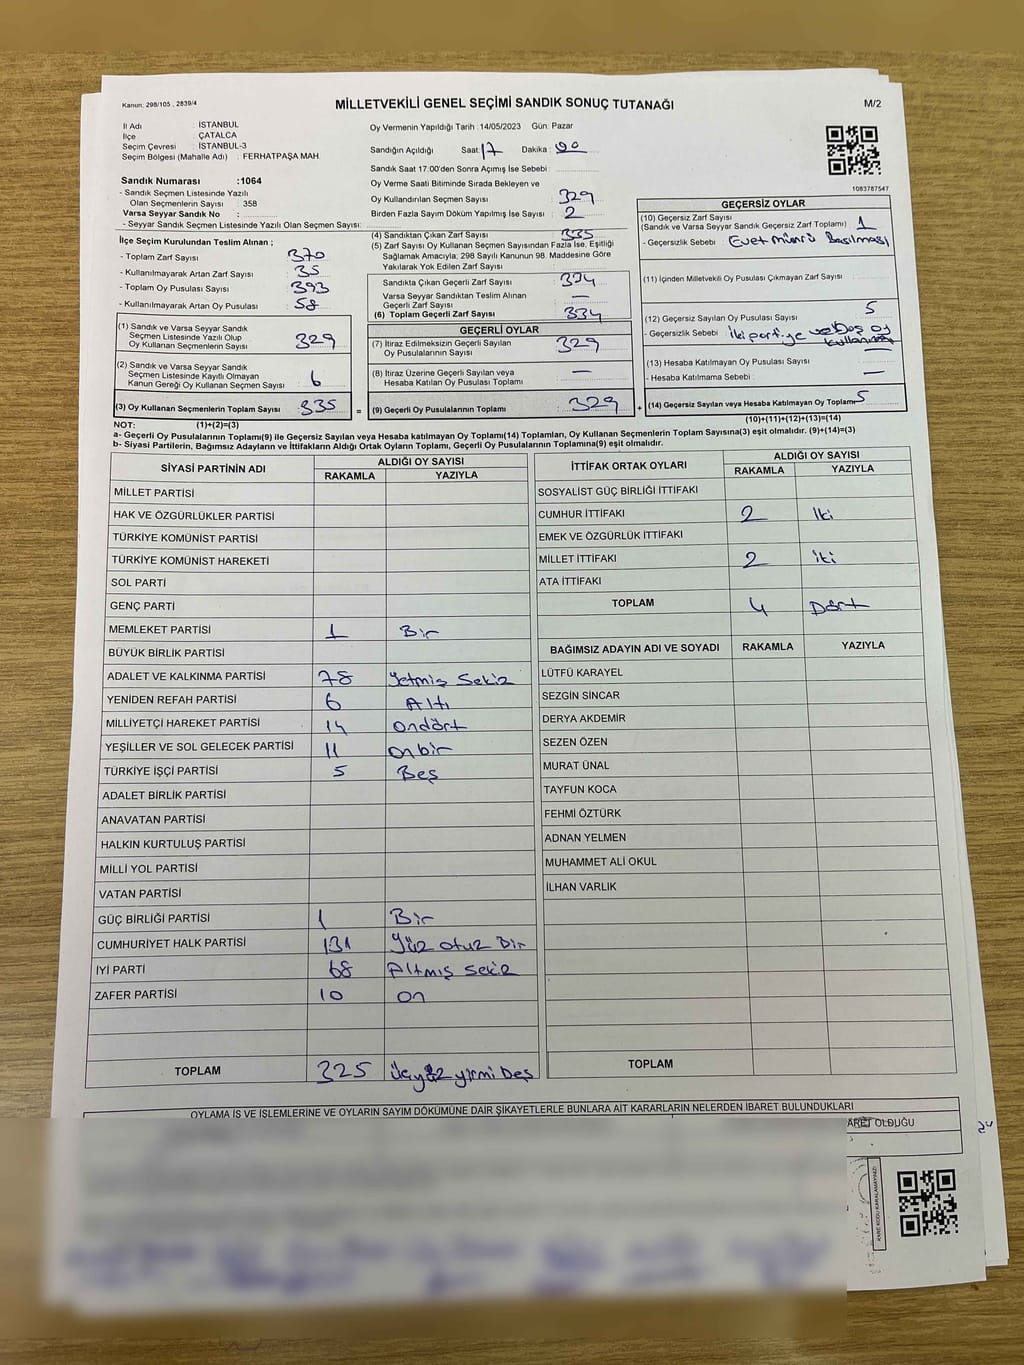 Kanun: 298/105 , 2839/4
MİLLETVEKİLİ GENEL SEÇİMİ SANDIK SONUÇ TUTANAĞI
M/2
İl Adı : İSTANBUL
İlçe : ÇATALCA
Seçim Çevresi : İSTANBUL-3
Seçim Bölgesi (Mahalle Adı) : FERHATPAŞA MAH
Sandık Numarası :1064
- Sandık Seçmen Listesinde Yazılı
Olan Seçmenlerin Sayısı : 358
Varsa Seyyar Sandık No :
- Seyyar Sandık Seçmen Listesinde Yazılı Olan Seçmen Sayısı:
İlçe Seçim Kurulundan Teslim Alınan ;
- Toplam Zarf Sayısı : 370
- Kullanılmayarak Artan Zarf Sayısı : 35
- Toplam Oy Pusulası Sayısı : 393
- Kullanılmayarak Artan Oy Pusulası : 58
(1) Sandık ve Varsa Seyyar Sandık
Seçmen Listesinde Yazılı Olup
Oy Kullanan Seçmenlerin Sayısı : 329
(2) Sandık ve Varsa Seyyar Sandık
Seçmen Listesinde Kayıtlı Olmayan
Kanun Gereği Oy Kullanan Seçmen Sayısı : 6
(3) Oy Kullanan Seçmenlerin Toplam Sayısı : 335
Oy Vermenin Yapıldığı Tarih :14/05/2023 Gün: Pazar
Sandığın Açıldığı Saat : 17 Dakika : 00
Sandık Saat 17:00'den Sonra Açımış İse Sebebi :
Oy Verme Saati Bitiminde Sırada Bekleyen ve
Oy Kullandırılan Seçmen Sayısı : 329
Birden Fazla Sayım Döküm Yapılmış İse Sayısı : 2
(4) Sandıktan Çıkan Zarf Sayısı : 335
(5) Zarf Sayısı Oy Kullanan Seçmen Sayısından Fazla İse, Eşitliği
Sağlamak Amacıyla; 298 Sayılı Kanunun 98. Maddesine Göre
Yakılarak Yok Edilen Zarf Sayısı :
Sandıkta Çıkan Geçerli Zarf Sayısı : 334
Varsa Seyyar Sandıktan Teslim Alınan
Geçerli Zarf Sayısı : —
(6) Toplam Geçerli Zarf Sayısı : 334
GEÇERLİ OYLAR
(7) İtiraz Edilmeksizin Geçerli Sayılan
Oy Pusulalarının Sayısı : 329
(8) İtiraz Üzerine Geçerli Sayılan veya
Hesaba Katılan Oy Pusulası Toplamı : —
= (9) Geçerli Oy Pusulalarının Toplamı : 329
1083787547
GEÇERSİZ OYLAR
(10) Geçersiz Zarf Sayısı
(Sandık ve Varsa Seyyar Sandık Geçersiz Zarf Toplamı) : 1
- Geçersizlik Sebebi : Evet Mührü Basılması
(11) İçinden Milletvekili Oy Pusulası Çıkmayan Zarf Sayısı :
(12) Geçersiz Sayılan Oy Pusulası Sayısı : 5
- Geçersizlik Sebebi : İki partiye ve Boş oy kullanımı
(13) Hesaba Katılmayan Oy Pusulası Sayısı : —
- Hesaba Katılmama Sebebi : —
+ (14) Geçersiz Sayılan veya Hesaba Katılmayan Oy Toplamı : 5
NOT: (1)+(2)=(3)
(10)+(11)+(12)+(13)=(14)
a- Geçerli Oy Pusulalarının Toplamı(9) ile Geçersiz Sayılan veya Hesaba katılmayan Oy Toplamı(14) Toplamları, Oy Kullanan Seçmenlerin Toplam Sayısına(3) eşit olmalıdır. (9)+(14)=(3)
b- Siyasi Partilerin, Bağımsız Adayların ve İttifakların Aldığı Ortak Oyların Toplamı, Geçerli Oy Pusulalarının Toplamına(9) eşit olmalıdır.
SİYASİ PARTİNİN ADI ALDIĞI OY SAYISI
RAKAMLA YAZIYLA
MİLLET PARTİSİ
HAK VE ÖZGÜRLÜKLER PARTİSİ
TÜRKİYE KOMÜNİST PARTİSİ
TÜRKİYE KOMÜNİST HAREKETİ
SOL PARTİ
GENÇ PARTİ
MEMLEKET PARTİSİ 1 Bir
BÜYÜK BİRLİK PARTİSİ
ADALET VE KALKINMA PARTİSİ 78 Yetmiş Sekiz
YENİDEN REFAH PARTİSİ 6 Altı
MİLLİYETÇİ HAREKET PARTİSİ 14 ondört
YEŞİLLER VE SOL GELECEK PARTİSİ 11 onbir
TÜRKİYE İŞÇİ PARTİSİ 5 Beş
ADALET BİRLİK PARTİSİ
ANAVATAN PARTİSİ
HALKIN KURTULUŞ PARTİSİ
MİLLİ YOL PARTİSİ
VATAN PARTİSİ
GÜÇ BİRLİĞİ PARTİSİ 1 Bir
CUMHURİYET HALK PARTİSİ 131 Yüz otuz Bir
İYİ PARTİ 68 Altmış sekiz
ZAFER PARTİSİ 10 on
TOPLAM 325 üçyüz yirmi beş
İTTİFAK ORTAK OYLARI ALDIĞI OY SAYISI
RAKAMLA YAZIYLA
SOSYALİST GÜÇ BİRLİĞİ İTTİFAKI
CUMHUR İTTİFAKI 2 İki
EMEK VE ÖZGÜRLÜK İTTİFAKI
MİLLET İTTİFAKI 2 iki
ATA İTTİFAKI
TOPLAM 4 Dört
BAĞIMSIZ ADAYIN ADI VE SOYADI RAKAMLA YAZIYLA
LÜTFÜ KARAYEL
SEZGİN SINCAR
DERYA AKDEMİR
SEZEN ÖZEN
MURAT ÜNAL
TAYFUN KOCA
FEHMİ ÖZTÜRK
ADNAN YELMEN
MUHAMMET ALİ OKUL
İLHAN VARLIK
TOPLAM
OYLAMA İŞ VE İŞLEMLERİNE VE OYLARIN SAYIM DÖKÜMÜNE DAİR ŞİKAYETLERLE BUNLARA AİT KARARLARIN NELERDEN İBARET BULUNDUKLARI
ARET OLDUĞU
KARE KODU KARALAMAYINIZ!